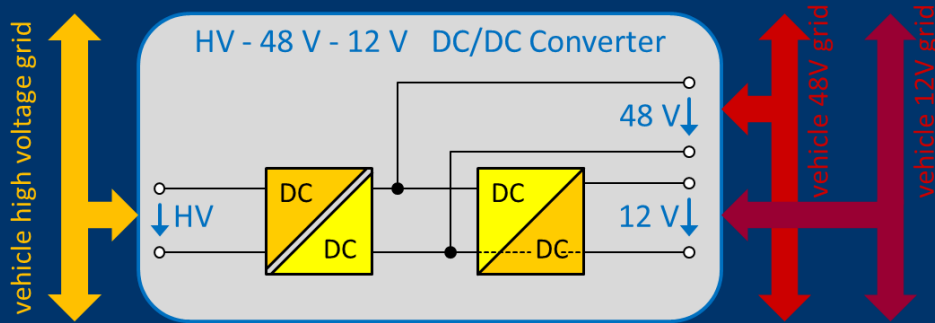 vehicle high voltage grid
HV - 48 V - 12 V DC/DC Converter
48 V
DC
DC
HV
DC
DC
12 V
vehicle 48V grid
vehicle 12V grid